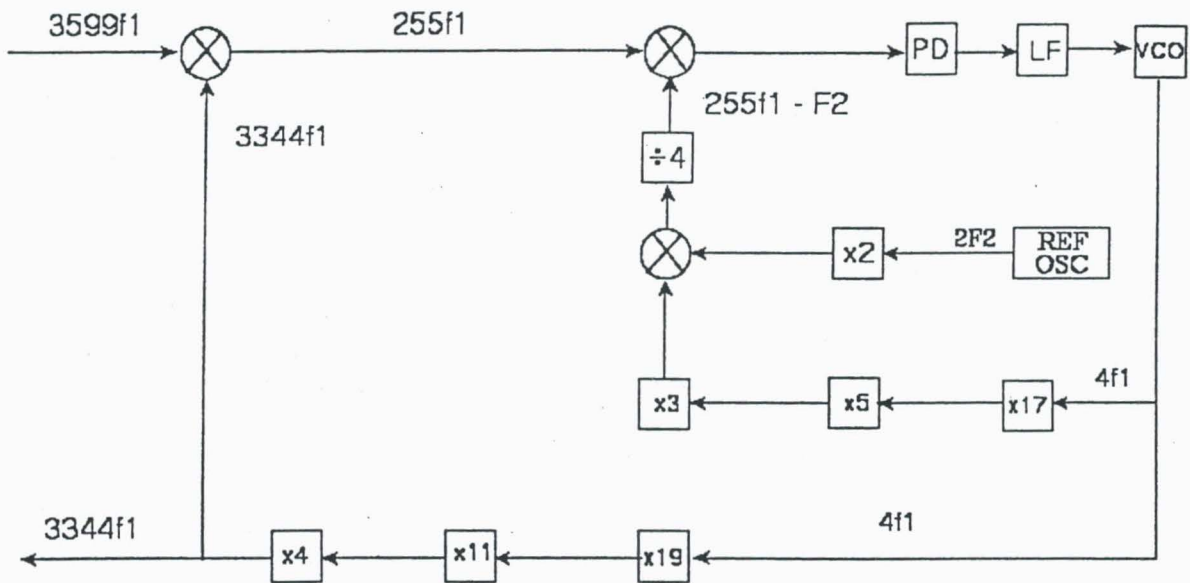 3599f1
255f1
PD
LF
VCO
255f1 - F2
3344f1
÷4
x2
2F2
REF
OSC
x3
x5
x17
4f1
3344f1
x4
x11
x19
4f1